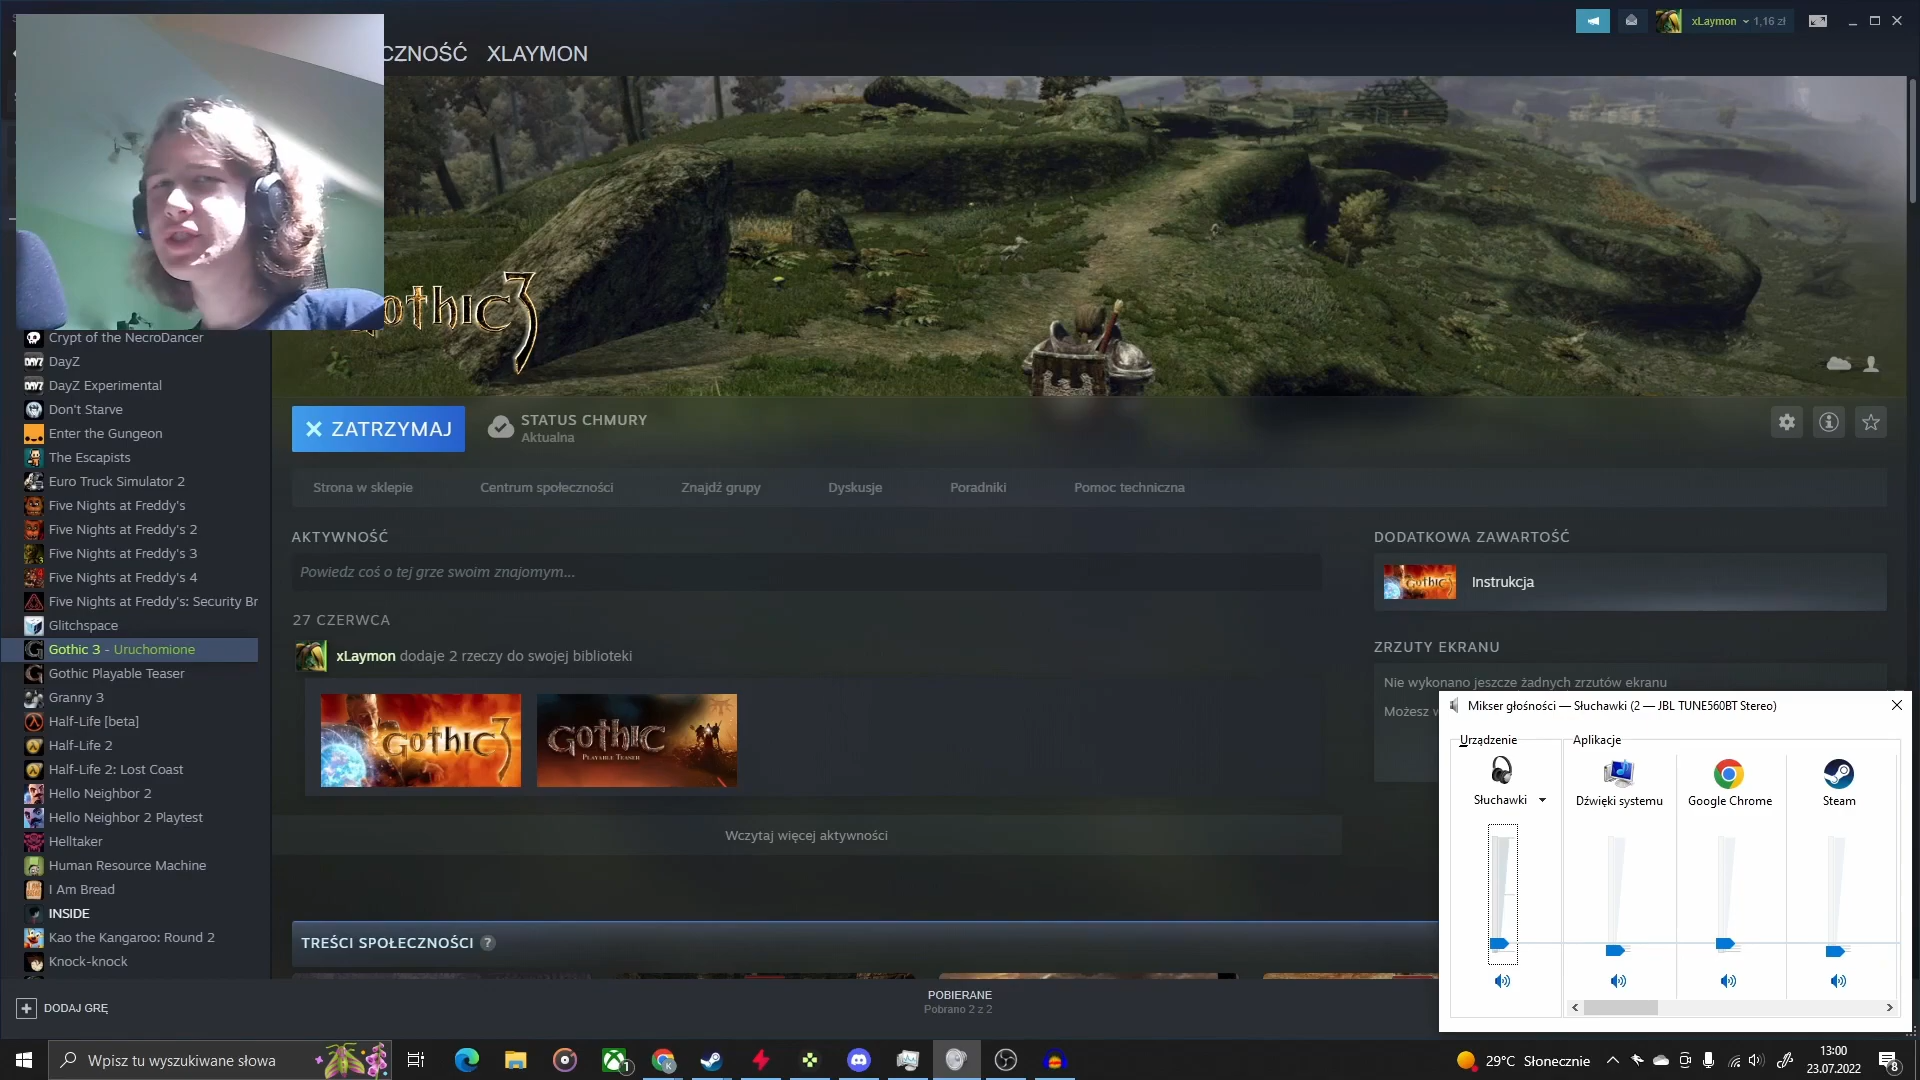 xLaymon
1,16 zł
CZNOŚĆ
XLAYMON
othic 3
Crypt of the NecroDancer
DayZ
DayZ Experimental
Don't Starve
Enter the Gungeon
The Escapists
Euro Truck Simulator 2
Five Nights at Freddy's
Five Nights at Freddy's 2
Five Nights at Freddy's 3
Five Nights at Freddy's 4
Five Nights at Freddy's: Security Br
Glitchspace
Gothic 3 - Uruchomione
Gothic Playable Teaser
Granny 3
Half-Life [beta]
Half-Life 2
Half-Life 2: Lost Coast
Hello Neighbor 2
Hello Neighbor 2 Playtest
Helltaker
Human Resource Machine
I Am Bread
INSIDE
Kao the Kangaroo: Round 2
Knock-knock
DODAJ GRĘ
ZATRZYMAJ
STATUS CHMURY
Aktualna
Strona w sklepie
Centrum społeczności
Znajdź grupy
Dyskusje
Poradniki
Pomoc techniczna
AKTYWNOŚĆ
Powiedz coś o tej grze swoim znajomym...
27 CZERWCA
xLaymon dodaje 2 rzeczy do swojej biblioteki
Gothic 3
Gothic
PLAYABLE TEASER
Wczytaj więcej aktywności
TREŚCI SPOŁECZNOŚCI ?
DODATKOWA ZAWARTOŚĆ
Gothic 3
Instrukcja
ZRZUTY EKRANU
Nie wykonano jeszcze żadnych zrzutów ekranu
Możesz w
POBIERANE
Pobrano 2 z 2
Mikser głośności — Słuchawki (2 — JBL TUNE560BT Stereo)
Urządzenie
Aplikacje
Słuchawki
Dźwięki systemu
Google Chrome
Steam
Wpisz tu wyszukiwane słowa
1
K
29°C Słonecznie
13:00
23.07.2022
8